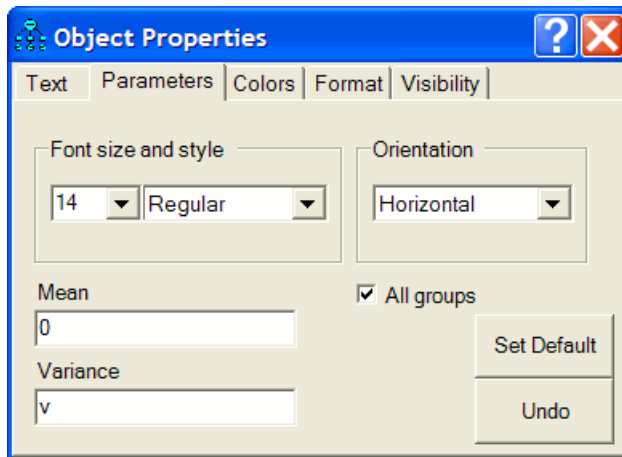 Object Properties
Text Parameters Colors Format Visibility
Font size and style Orientation
14 Regular Horizontal
Mean All groups
0
Set Default
Variance
v
Undo